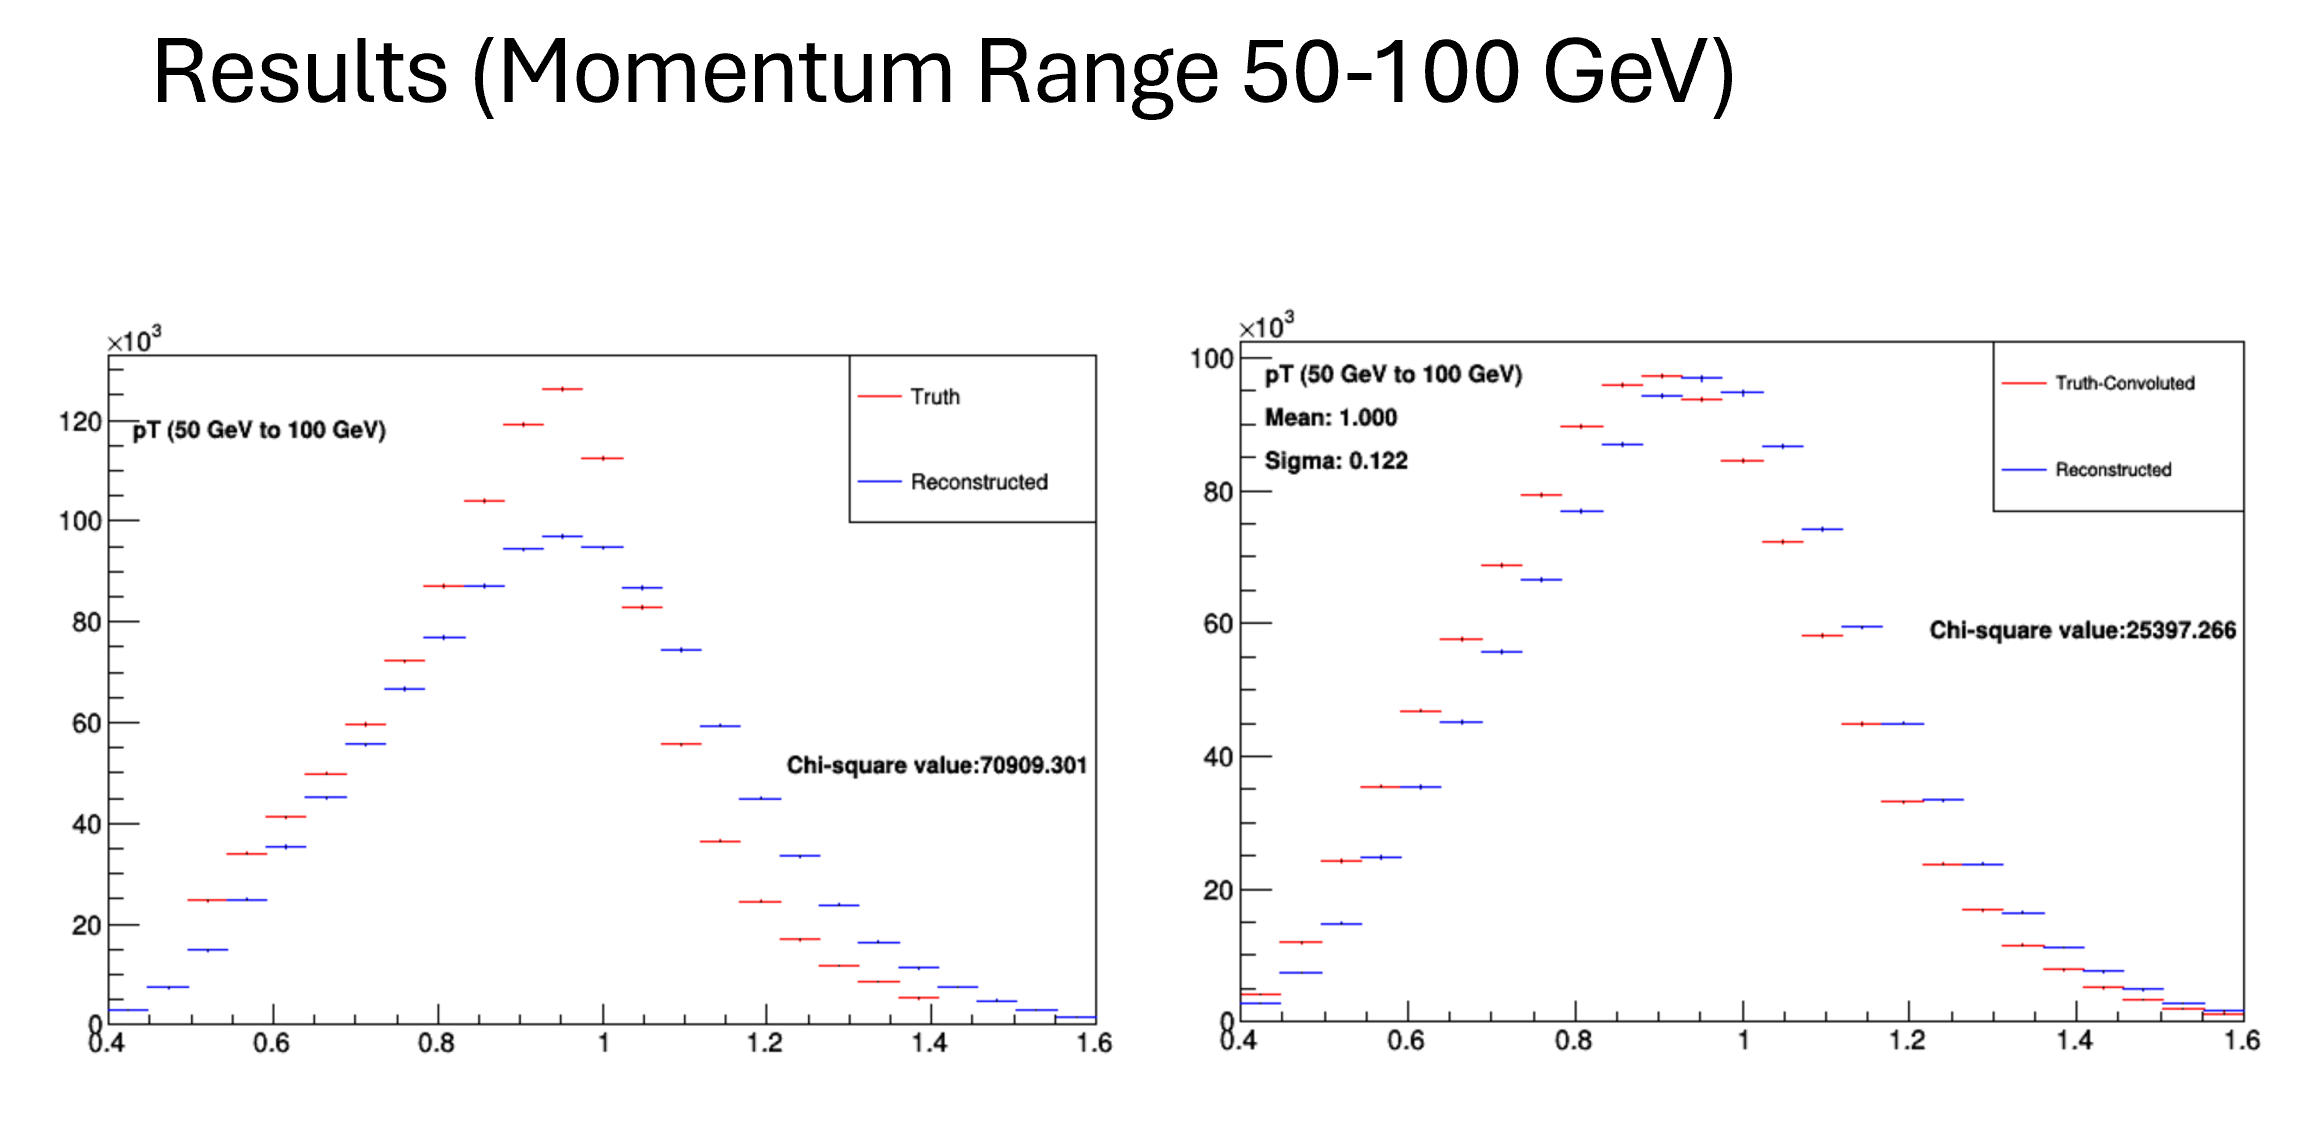 Results (Momentum Range 50-100 GeV)
×10³
120
100
80
60
40
20
0
pT (50 GeV to 100 GeV)
Truth
Reconstructed
Chi-square value:70909.301
0.4 0.6 0.8 1 1.2 1.4 1.6
×10³
100
80
60
40
20
0
pT (50 GeV to 100 GeV)
Mean: 1.000
Sigma: 0.122
Truth-Convoluted
Reconstructed
Chi-square value:25397.266
0.4 0.6 0.8 1 1.2 1.4 1.6